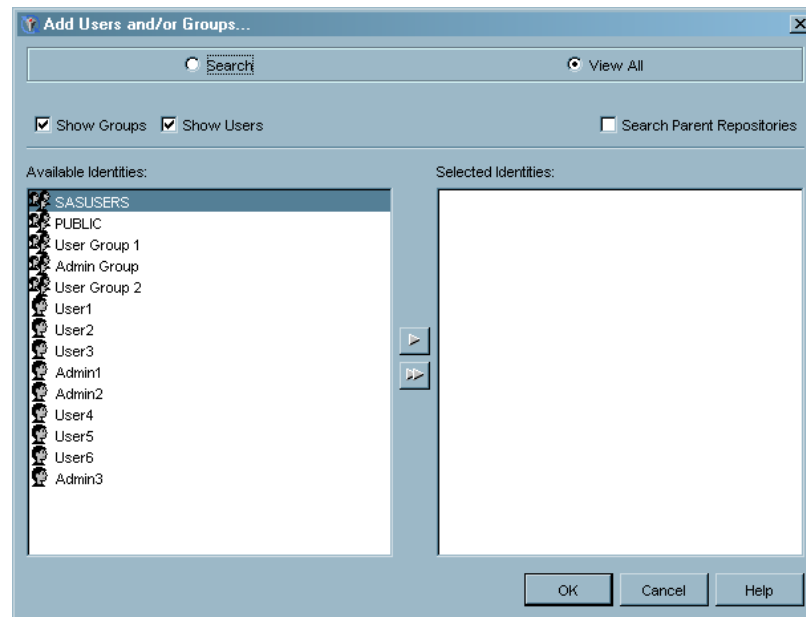 Add Users and/or Groups...
Search View All
Show Groups Show Users Search Parent Repositories
Available Identities: Selected Identities:
SASUSERS
PUBLIC
User Group 1
Admin Group
User Group 2
User1
User2
User3
Admin1
Admin2
User4
User5
User6
Admin3
OK Cancel Help